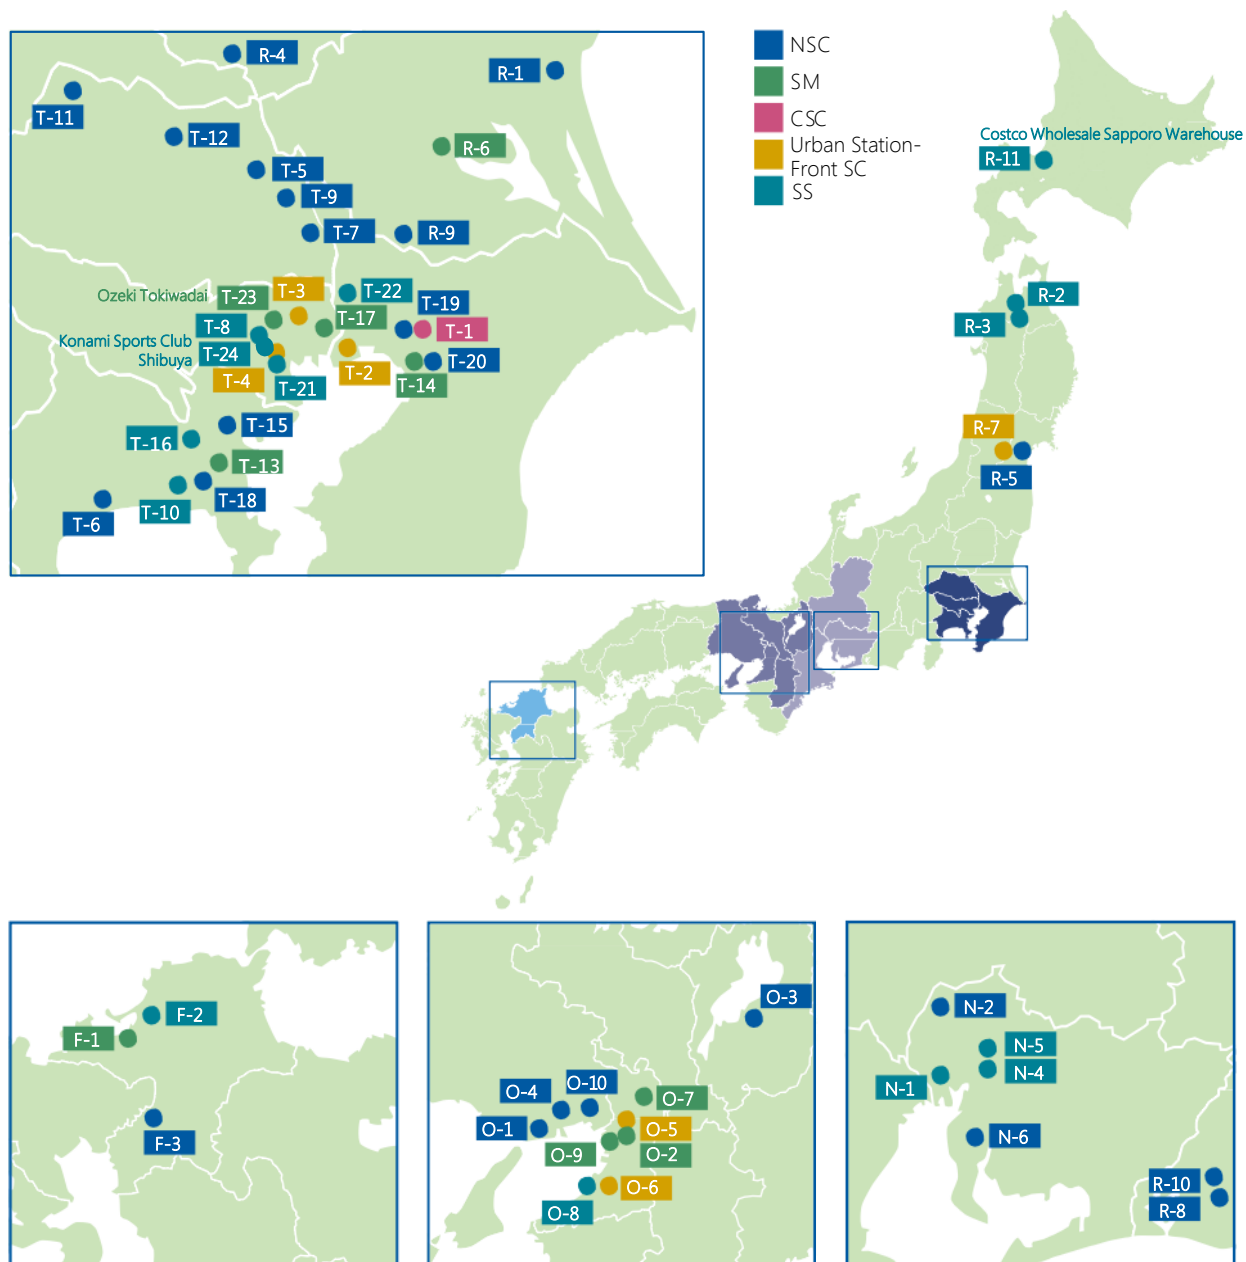 R-4
R-1
T-11
T-12
R-6
T-5
T-9
T-7
R-9
Ozeki Tokiwadai
T-23
T-3
T-22
T-19
T-8
T-17
T-1
Konami Sports Club
Shibuya
T-24
T-20
T-4
T-21
T-2
T-14
T-15
T-16
T-13
T-10
T-18
T-6
NSC
SM
CSC
Urban Station-
Front SC
SS
Costco Wholesale Sapporo Warehouse
R-11
R-2
R-3
R-7
R-5
F-2
F-1
F-3
O-3
O-10
O-4
O-7
O-1
O-5
O-9
O-2
O-6
O-8
N-2
N-5
N-4
N-1
N-6
R-10
R-8